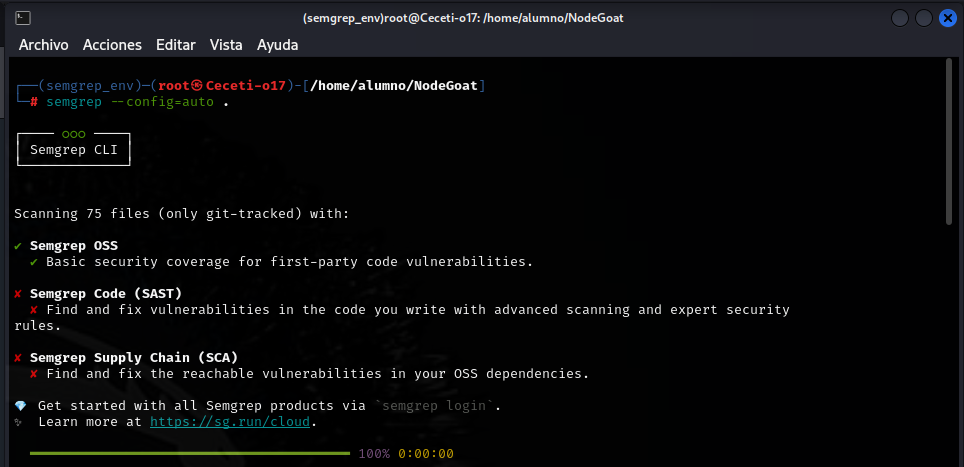 (semgrep_env)root@Ceceti-o17: /home/alumno/NodeGoat
Archivo Acciones Editar Vista Ayuda
┌──(semgrep_env)─(root㉿Ceceti-o17)-[/home/alumno/NodeGoat]
└─# semgrep --config=auto .
┌──── ○○○ ────┐
│ Semgrep CLI │
└─────────────┘
Scanning 75 files (only git-tracked) with:
✔ Semgrep OSS
✔ Basic security coverage for first-party code vulnerabilities.
✘ Semgrep Code (SAST)
✘ Find and fix vulnerabilities in the code you write with advanced scanning and expert security
rules.
✘ Semgrep Supply Chain (SCA)
✘ Find and fix the reachable vulnerabilities in your OSS dependencies.
💎 Get started with all Semgrep products via `semgrep login`.
✨ Learn more at https://sg.run/cloud.
100% 0:00:00